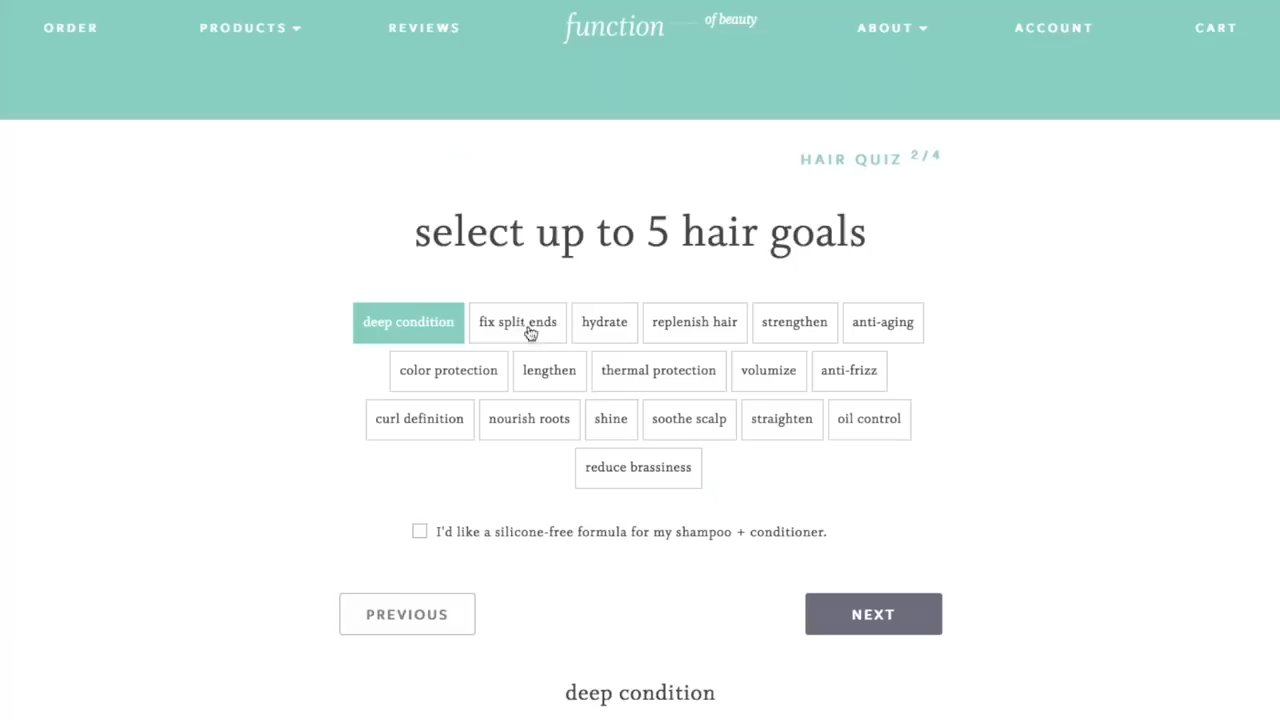 ORDER PRODUCTS REVIEWS function of beauty ABOUT ACCOUNT CART
HAIR QUIZ 2/4
select up to 5 hair goals
deep condition fix split ends hydrate replenish hair strengthen anti-aging
color protection lengthen thermal protection volumize anti-frizz
curl definition nourish roots shine soothe scalp straighten oil control
reduce brassiness
I'd like a silicone-free formula for my shampoo + conditioner.
PREVIOUS NEXT
deep condition